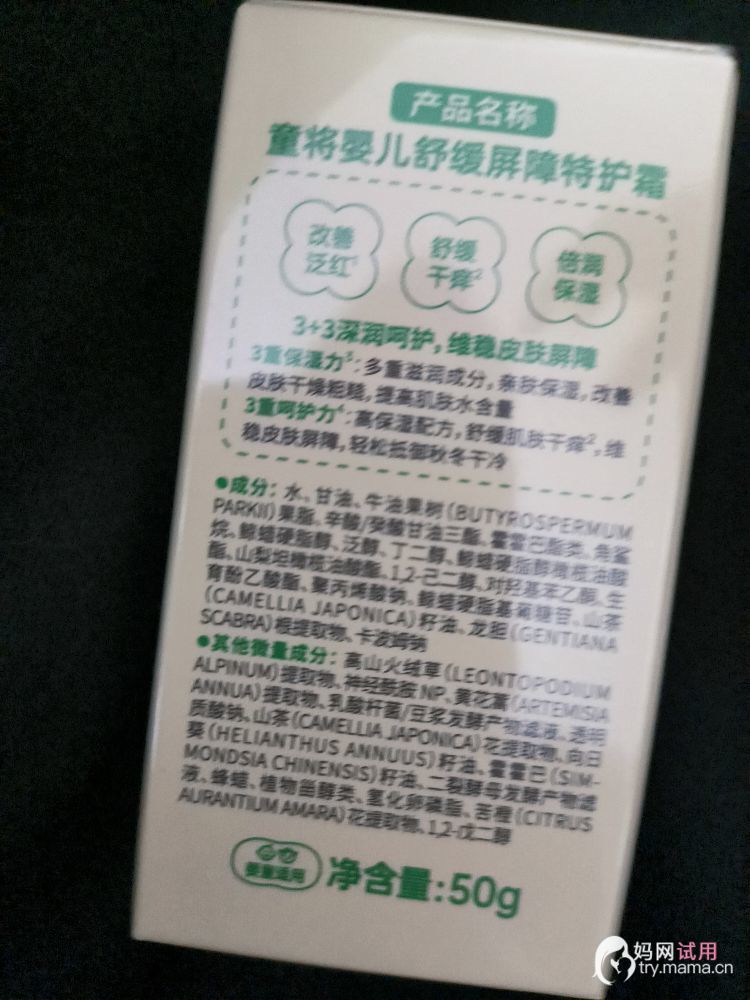 产品名称
童将婴儿舒缓屏障特护霜
改善
泛红¹
舒缓
干痒²
倍润
保湿
3+3深润呵护，维稳皮肤屏障
3重保湿力³：多重滋润成分，亲肤保湿，改善
皮肤干燥粗糙，提高肌肤水含量
3重呵护力⁴：高保湿配方，舒缓肌肤干痒²，维
稳皮肤屏障，轻松抵御秋冬干冷
●成分：水、甘油、牛油果树（BUTYROSPERMUM
PARKII）果脂、辛酸/癸酸甘油三酯、霍霍巴酯类、角鲨
烷、鲸蜡硬脂醇、泛醇、丁二醇、鲸蜡硬脂醇橄榄油酸
酯、山梨坦橄榄油酸酯、1,2-己二醇、对羟基苯乙酮、生
育酚乙酸酯、聚丙烯酸钠、鲸蜡硬脂基葡糖苷、山茶
（CAMELLIA JAPONICA）籽油、龙胆（GENTIANA
SCABRA）根提取物、卡波姆钠
●其他微量成分：高山火绒草（LEONTOPODIUM
ALPINUM）提取物、神经酰胺 NP、黄花蒿（ARTEMISIA
ANNUA）提取物、乳酸杆菌/豆浆发酵产物滤液、透明
质酸钠、山茶（CAMELLIA JAPONICA）花提取物、向日
葵（HELIANTHUS ANNUUS）籽油、霍霍巴（SIM-
MONDSIA CHINENSIS）籽油、二裂酵母发酵产物滤
液、蜂蜡、植物甾醇类、氢化卵磷脂、苦橙（CITRUS
AURANTIUM AMARA）花提取物、1,2-戊二醇
婴童适用
净含量：50g
妈网试用
try.mama.cn